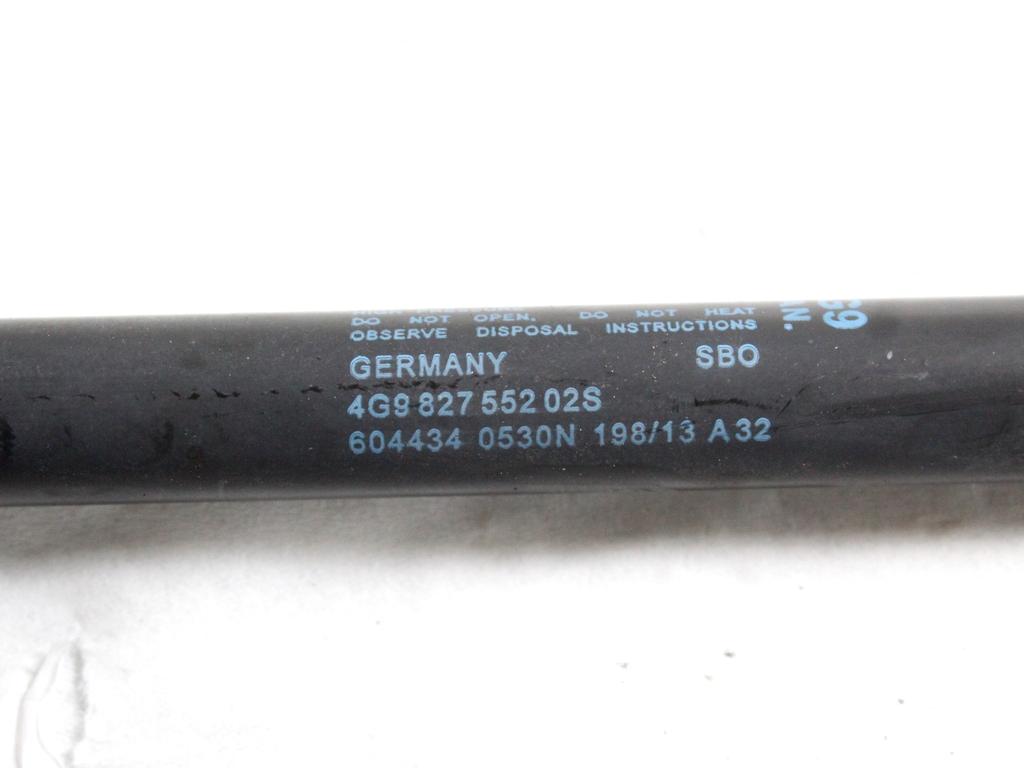 DO NOT OPEN. DO NOT HEAT
OBSERVE DISPOSAL INSTRUCTIONS
GERMANY SBO
4G9 827 552 02S
604434 0530N 198/13 A32